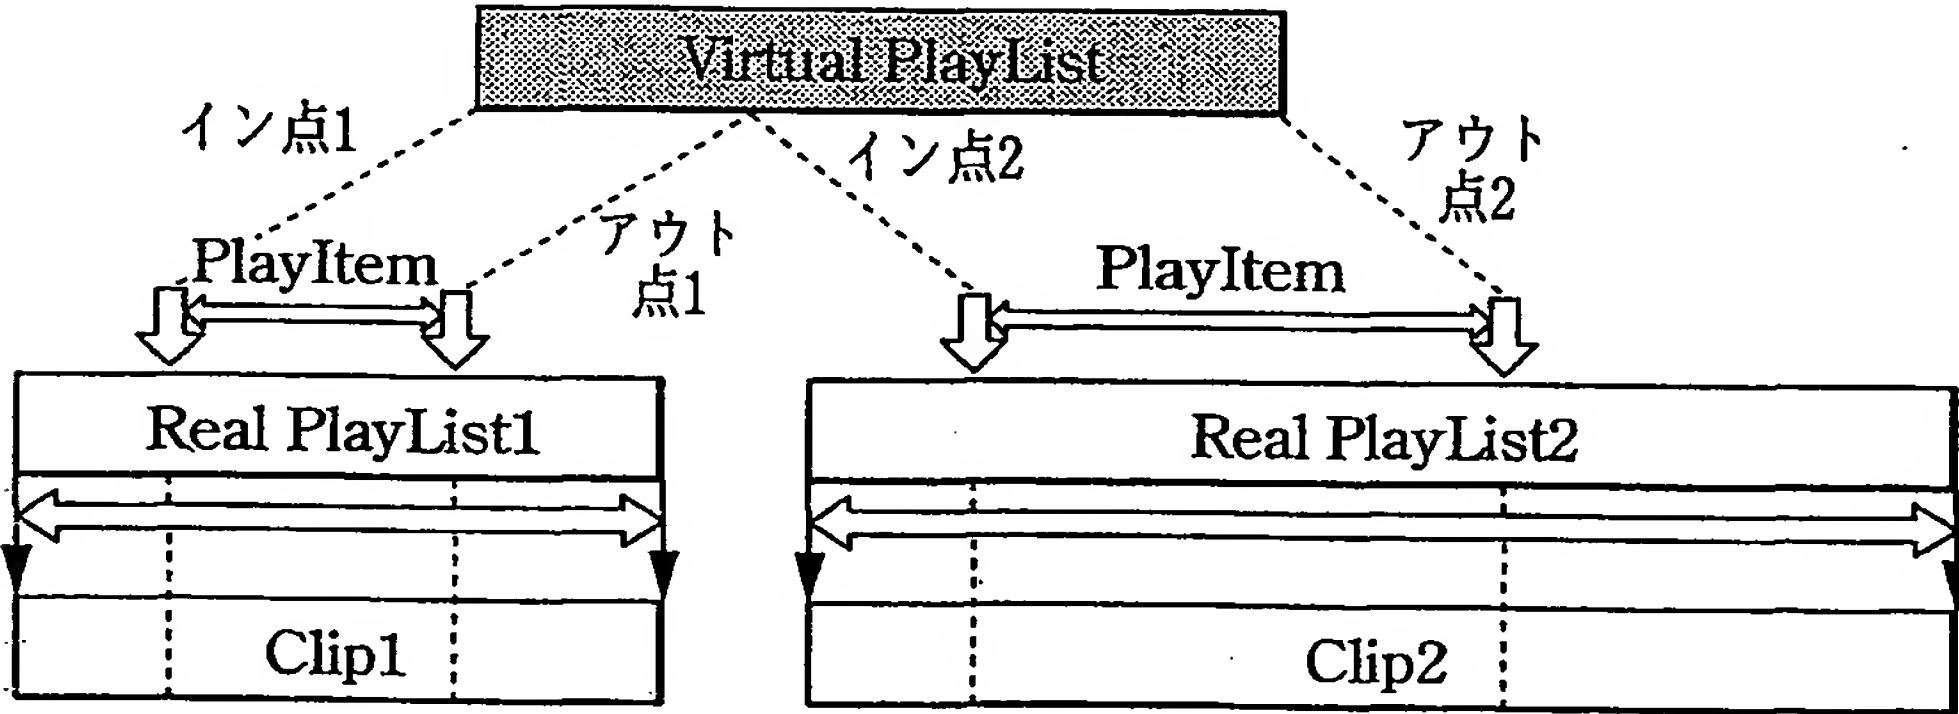 Virtual PlayList
イン点1
アウト
点1
イン点2
アウト
点2
PlayItem
PlayItem
Real PlayList1
Real PlayList2
Clip1
Clip2